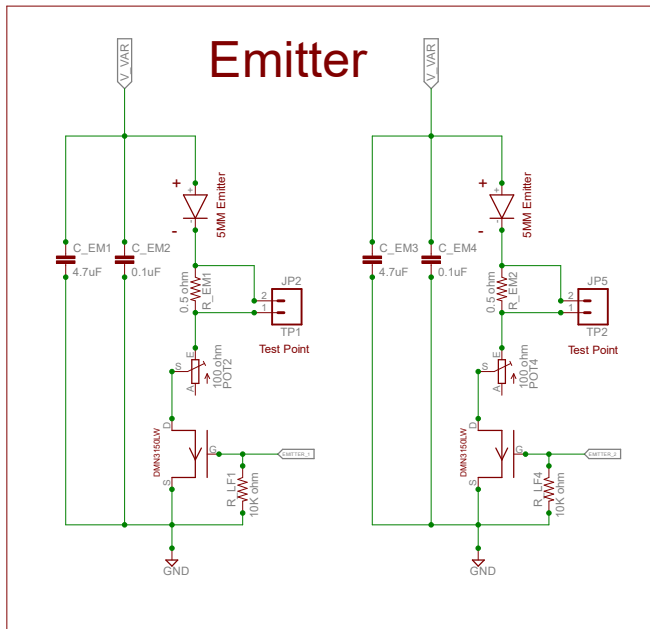 Emitter
V_VAR
+
+
-
-
5MM Emitter
C_EM1
4.7uF
C_EM2
0.1uF
0.5 ohm
R_EM1
JP2
2
1
TP1
Test Point
E
S
A
100 ohm
POT2
DMN3150LW
D
G
S
EMITTER_1
R_LF1
10K ohm
GND
V_VAR
+
+
-
-
5MM Emitter
C_EM3
4.7uF
C_EM4
0.1uF
0.5 ohm
R_EM2
JP5
2
1
TP2
Test Point
E
S
A
100 ohm
POT4
DMN3150LW
D
G
S
EMITTER_2
R_LF4
10K ohm
GND